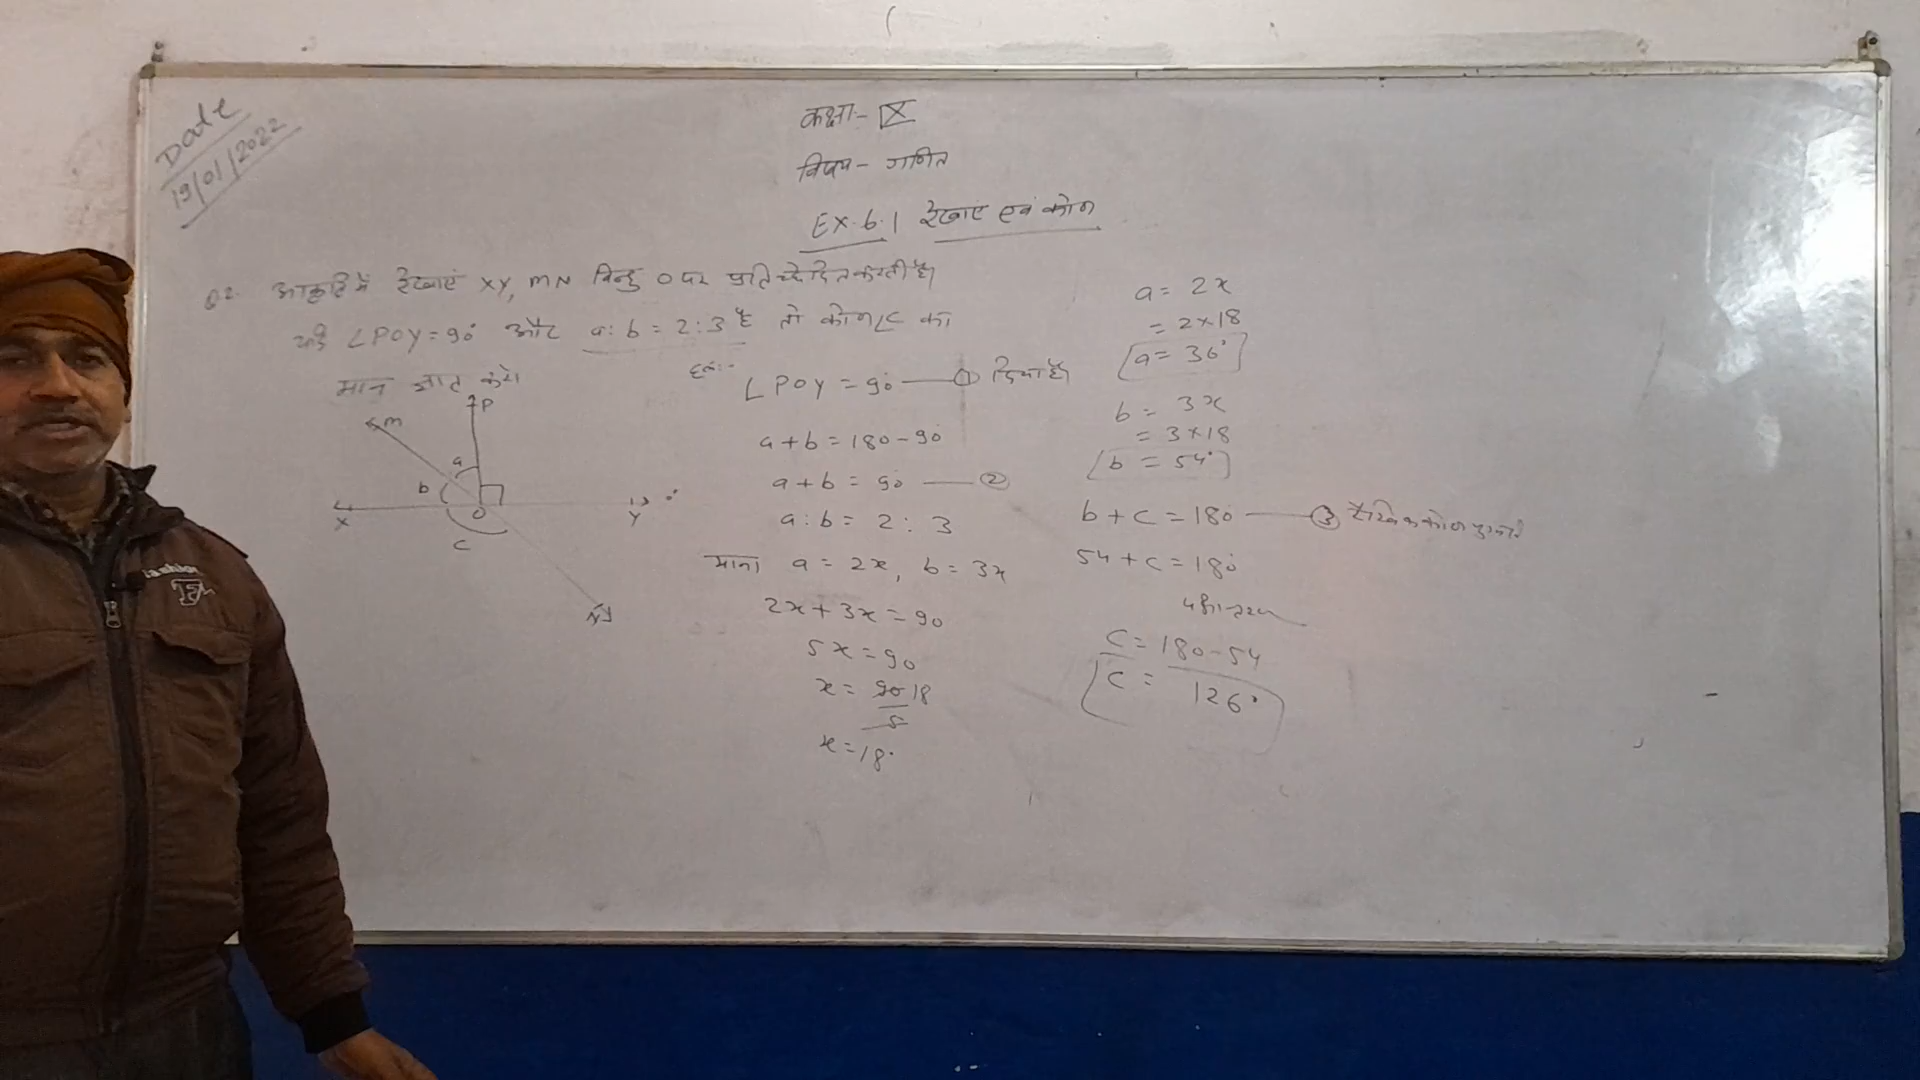 Date
19/01/2022
कक्षा - IX
विषय - गणित
Ex. 6.1 रेखाएं एवं कोण
Q2. आकृति में रेखाएं XY, MN बिन्दु O पर प्रतिच्छेदित करती है।
यदि ∠POY = 90° और a : b = 2 : 3 है तो कोण ∠C का
मान ज्ञात करो
M
P
a
b
X
O
Y
C
N
हल:-
∠POY = 90° —— ① दिया है।
a + b = 180 - 90°
a + b = 90 —— ②
a : b = 2 : 3
माना a = 2x, b = 3x
2x + 3x = 90
5x = 90
x = 90 18
5
x = 18°
a = 2x
= 2 × 18
a = 36°
b = 3x
= 3 × 18
b = 54°
b + c = 180 —— ③ रैखिक कोण
54 + c = 180
C = 180 - 54
C = 126°
fashion